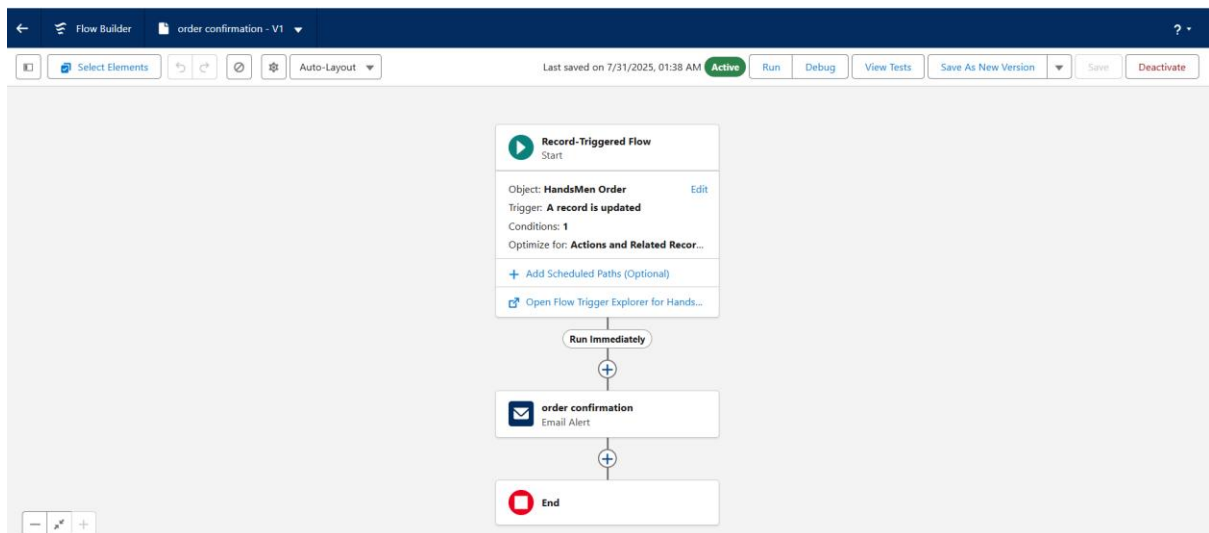 Flow Builder order confirmation - V1 ?
Select Elements Auto-Layout Last saved on 7/31/2025, 01:38 AM Active Run Debug View Tests Save As New Version Save Deactivate
Record-Triggered Flow
Start
Object: HandsMen Order Edit
Trigger: A record is updated
Conditions: 1
Optimize for: Actions and Related Recor...
+ Add Scheduled Paths (Optional)
Open Flow Trigger Explorer for Hands...
Run Immediately
order confirmation
Email Alert
End